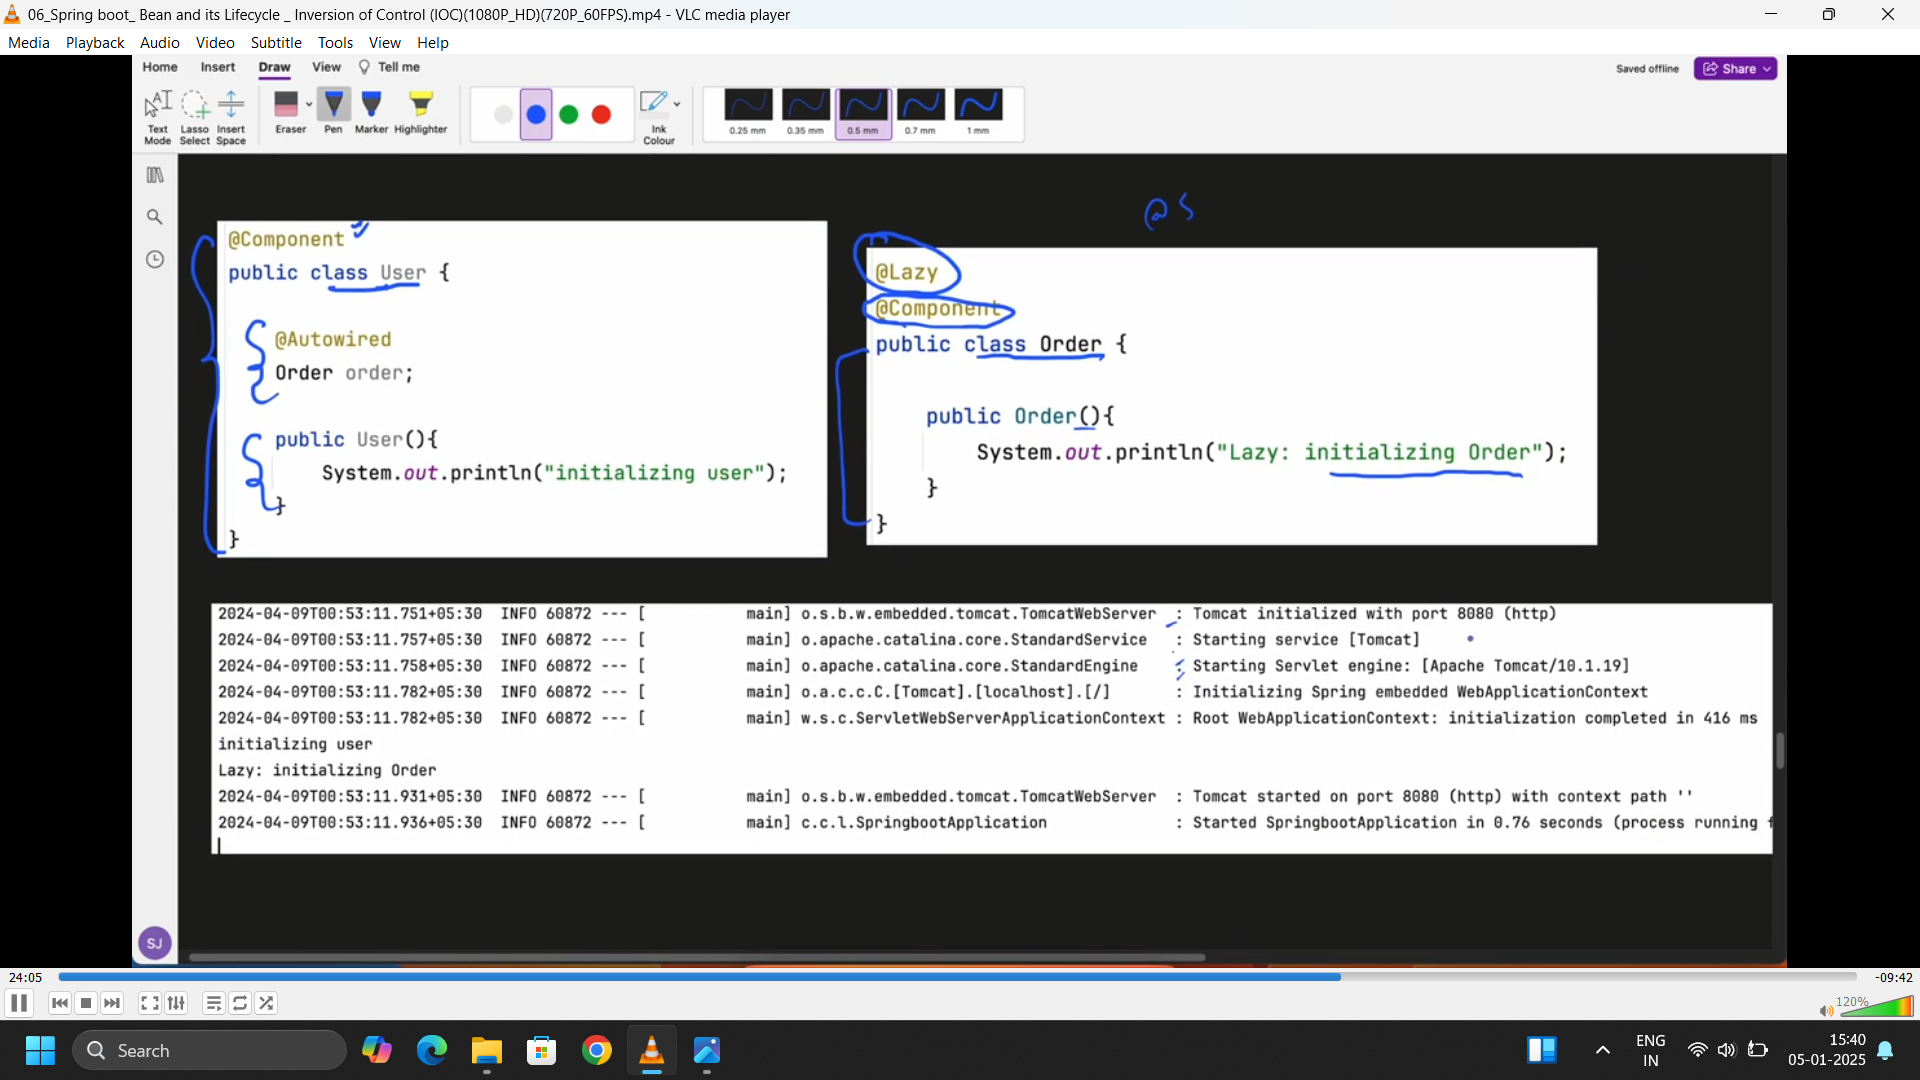 06_Spring boot_ Bean and its Lifecycle _ Inversion of Control (IOC)(1080P_HD)(720P_60FPS).mp4 - VLC media player
Media Playback Audio Video Subtitle Tools View Help
Home Insert Draw View Tell me
Saved offline Share
Text Mode Lasso Select Insert Space Eraser Pen Marker Highlighter Ink Colour 0.25 mm 0.35 mm 0.5 mm 0.7 mm 1 mm
@S
@Component
public class User {
@Autowired
Order order;
public User(){
System.out.println("initializing user");
}
}
@Lazy
@Component
public class Order {
public Order(){
System.out.println("Lazy: initializing Order");
}
}
2024-04-09T00:53:11.751+05:30 INFO 60872 --- [ main] o.s.b.w.embedded.tomcat.TomcatWebServer : Tomcat initialized with port 8080 (http)
2024-04-09T00:53:11.757+05:30 INFO 60872 --- [ main] o.apache.catalina.core.StandardService : Starting service [Tomcat]
2024-04-09T00:53:11.758+05:30 INFO 60872 --- [ main] o.apache.catalina.core.StandardEngine : Starting Servlet engine: [Apache Tomcat/10.1.19]
2024-04-09T00:53:11.782+05:30 INFO 60872 --- [ main] o.a.c.c.C.[Tomcat].[localhost].[/] : Initializing Spring embedded WebApplicationContext
2024-04-09T00:53:11.782+05:30 INFO 60872 --- [ main] w.s.c.ServletWebServerApplicationContext : Root WebApplicationContext: initialization completed in 416 ms
initializing user
Lazy: initializing Order
2024-04-09T00:53:11.931+05:30 INFO 60872 --- [ main] o.s.b.w.embedded.tomcat.TomcatWebServer : Tomcat started on port 8080 (http) with context path ''
2024-04-09T00:53:11.936+05:30 INFO 60872 --- [ main] c.c.l.SpringbootApplication : Started SpringbootApplication in 0.76 seconds (process running f
SJ
24:05 -09:42
120%
Search
ENG
IN
15:40
05-01-2025